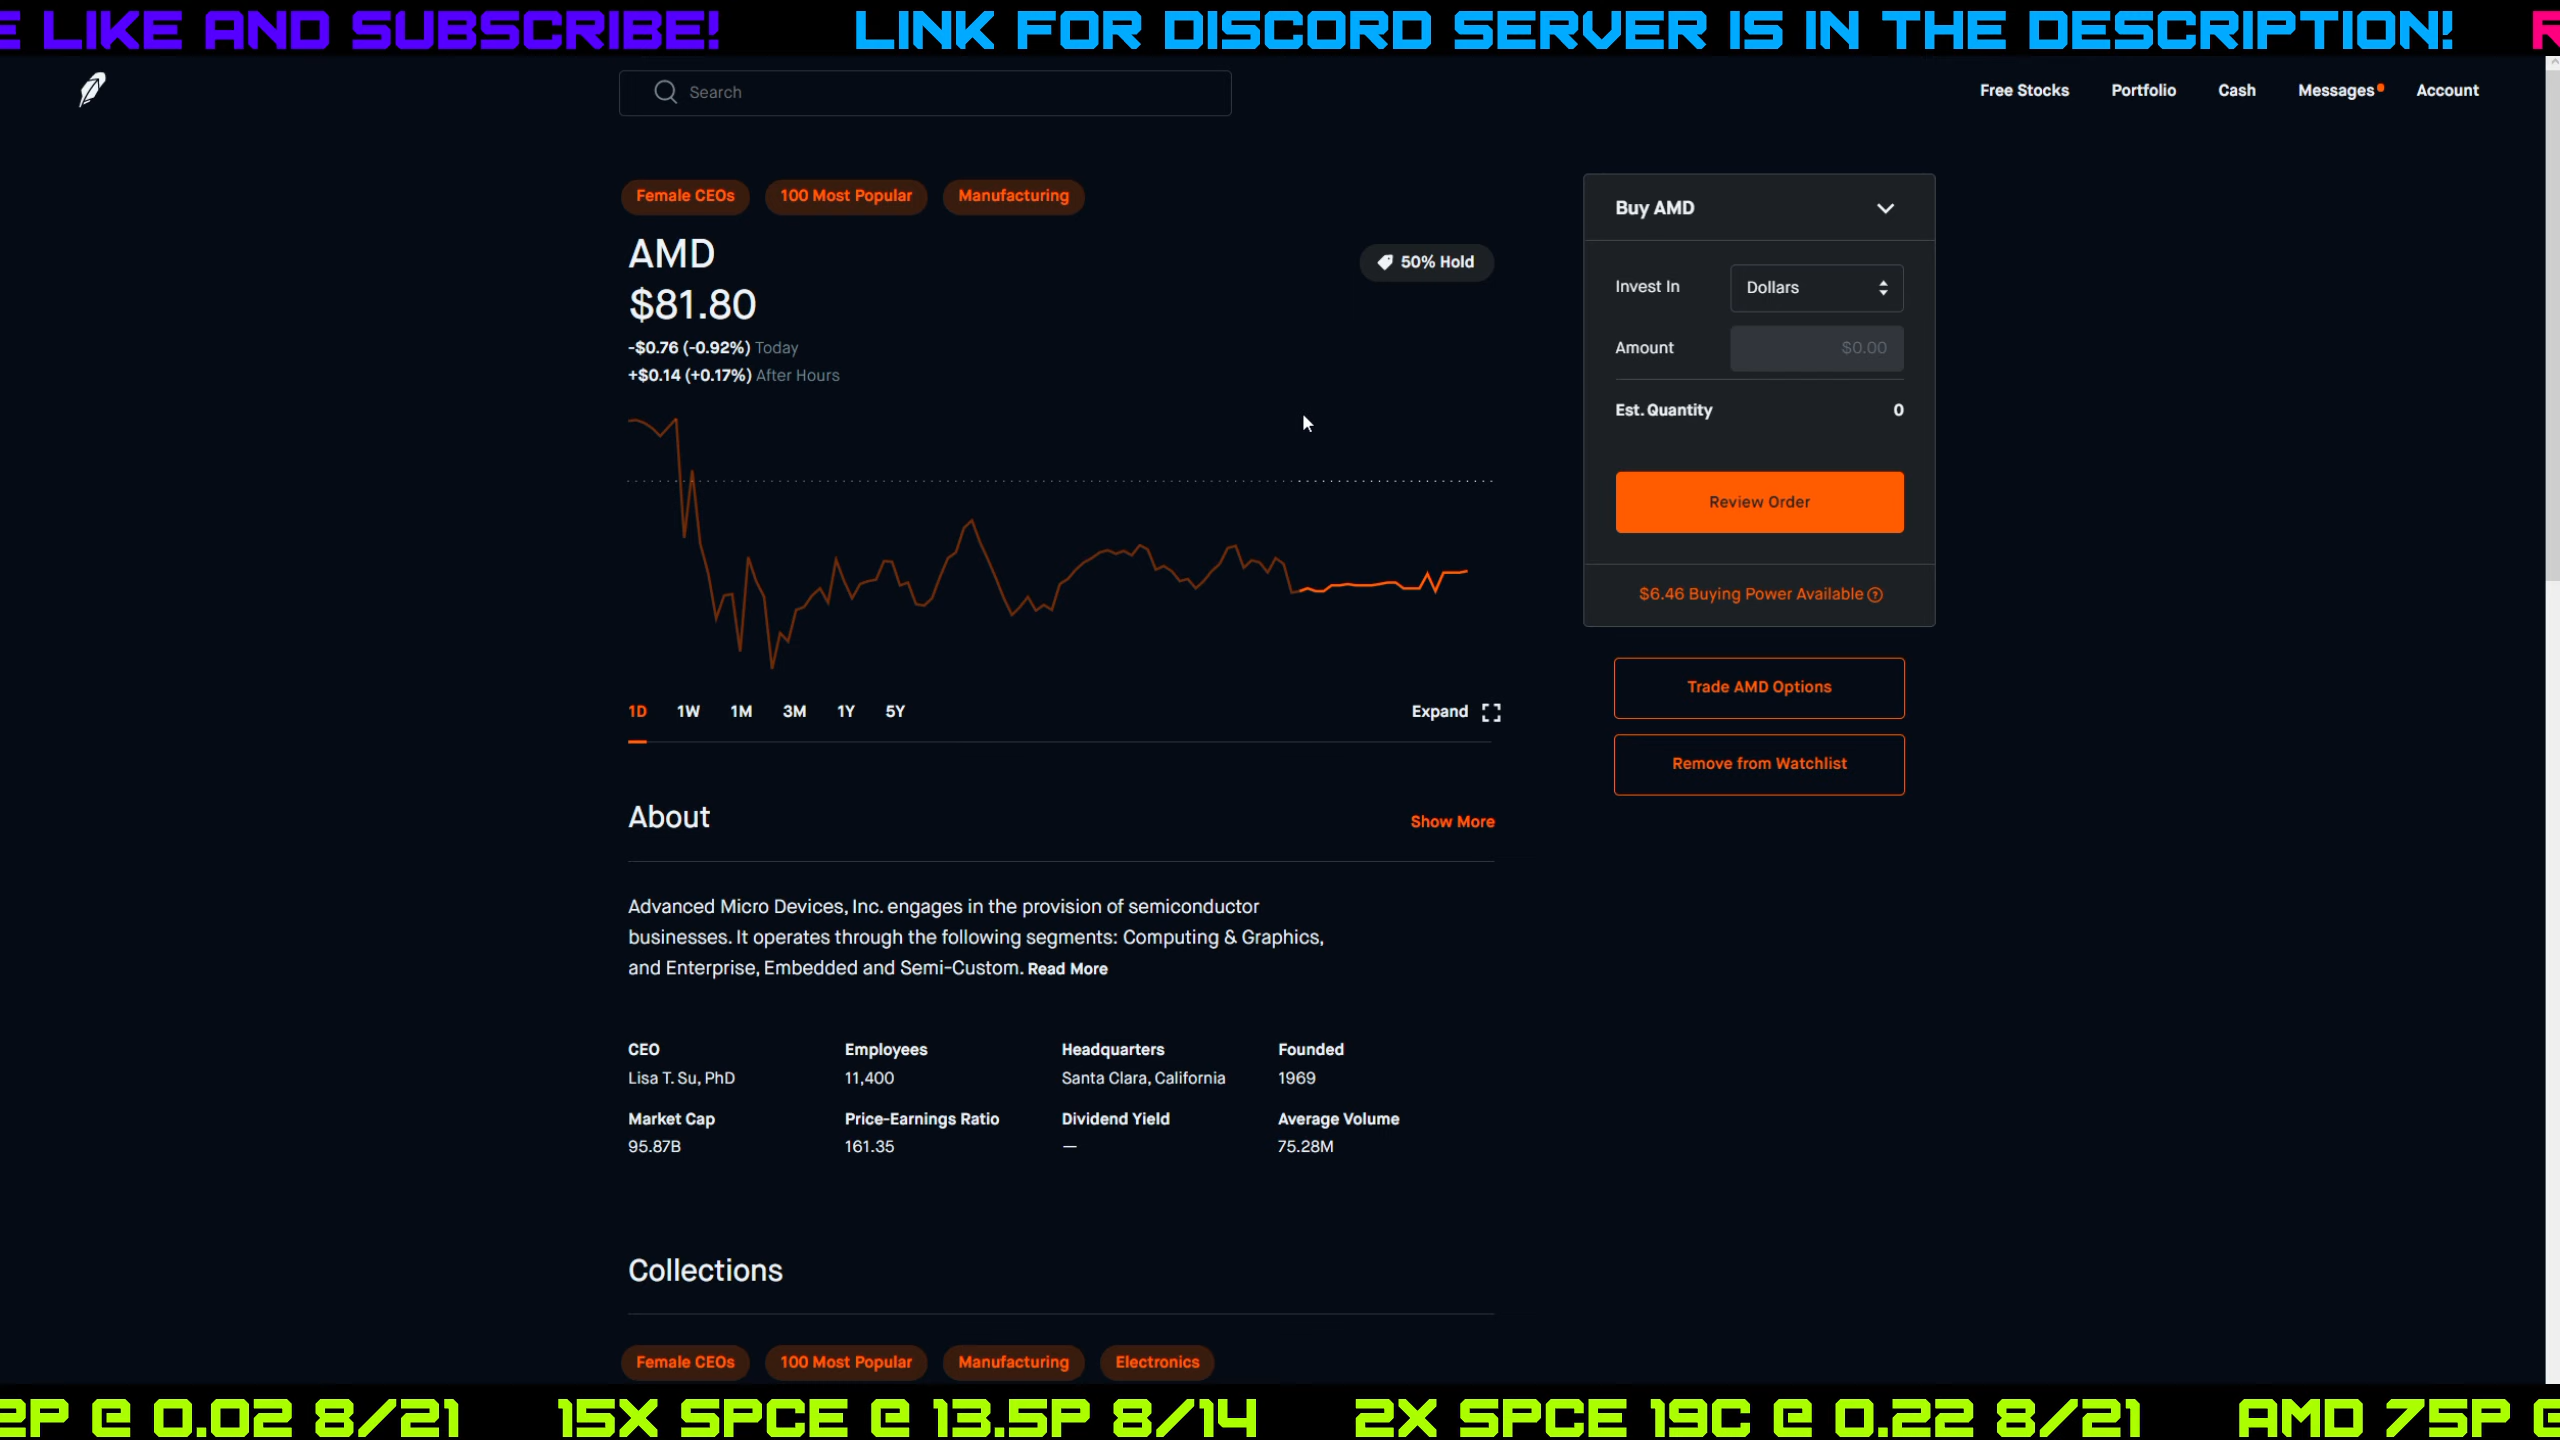 E LIKE AND SUBSCRIBE! LINK FOR DISCORD SERVER IS IN THE DESCRIPTION! R
Search
Free Stocks Portfolio Cash Messages Account
Female CEOs 100 Most Popular Manufacturing
AMD
$81.80
50% Hold
-$0.76 (-0.92%) Today
+$0.14 (+0.17%) After Hours
1D 1W 1M 3M 1Y 5Y
Expand
Buy AMD
Invest In Dollars
Amount $0.00
Est. Quantity 0
Review Order
$6.46 Buying Power Available
Trade AMD Options
Remove from Watchlist
About
Show More
Advanced Micro Devices, Inc. engages in the provision of semiconductor
businesses. It operates through the following segments: Computing & Graphics,
and Enterprise, Embedded and Semi-Custom. Read More
CEO Employees Headquarters Founded
Lisa T. Su, PhD 11,400 Santa Clara, California 1969
Market Cap Price-Earnings Ratio Dividend Yield Average Volume
95.87B 161.35 — 75.28M
Collections
Female CEOs 100 Most Popular Manufacturing Electronics
2P @ 0.02 8/21 15X SPCE @ 13.5P 8/14 2X SPCE 19C @ 0.22 8/21 AMD 75P @